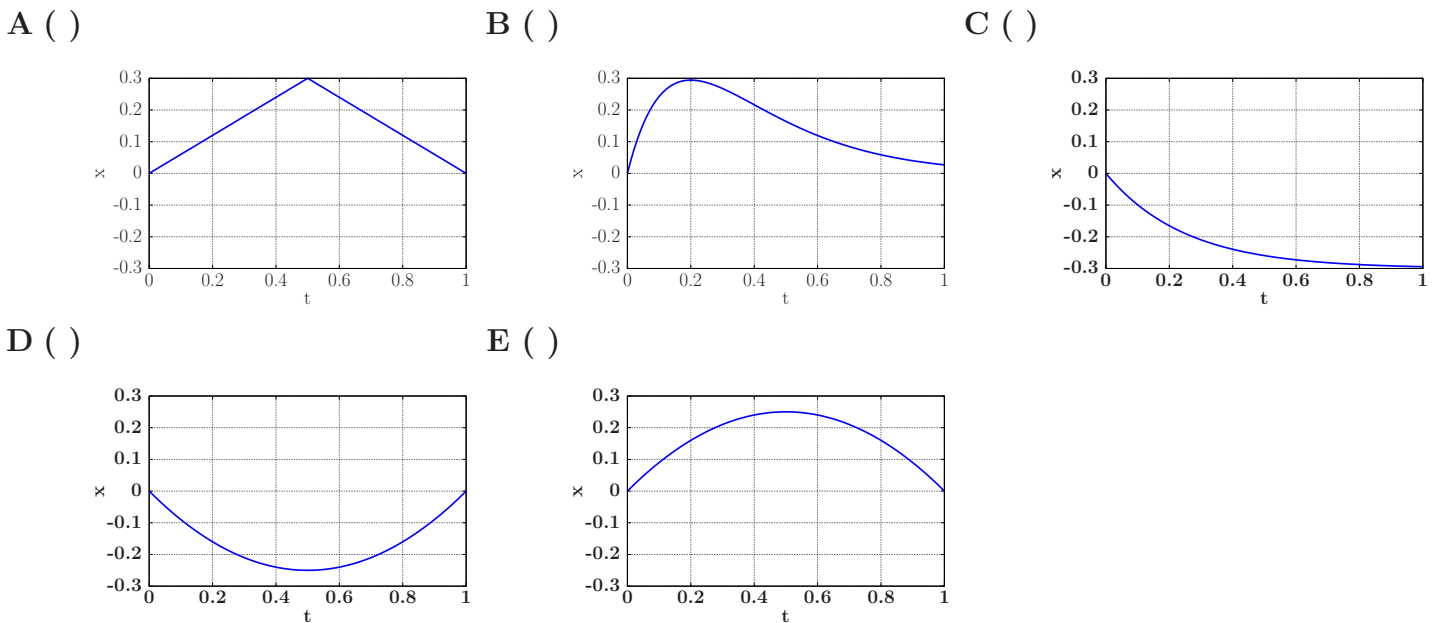 A ( ) B ( ) C ( )
0.3 0.3 0.3
0.2 0.2 0.2
0.1 0.1 0.1
x 0 x 0 x 0
-0.1 -0.1 -0.1
-0.2 -0.2 -0.2
-0.3 -0.3 -0.3
0 0.2 0.4 0.6 0.8 1 0 0.2 0.4 0.6 0.8 1 0 0.2 0.4 0.6 0.8 1
t t t
D ( ) E ( )
0.3 0.3
0.2 0.2
0.1 0.1
x 0 x 0
-0.1 -0.1
-0.2 -0.2
-0.3 -0.3
0 0.2 0.4 0.6 0.8 1 0 0.2 0.4 0.6 0.8 1
t t